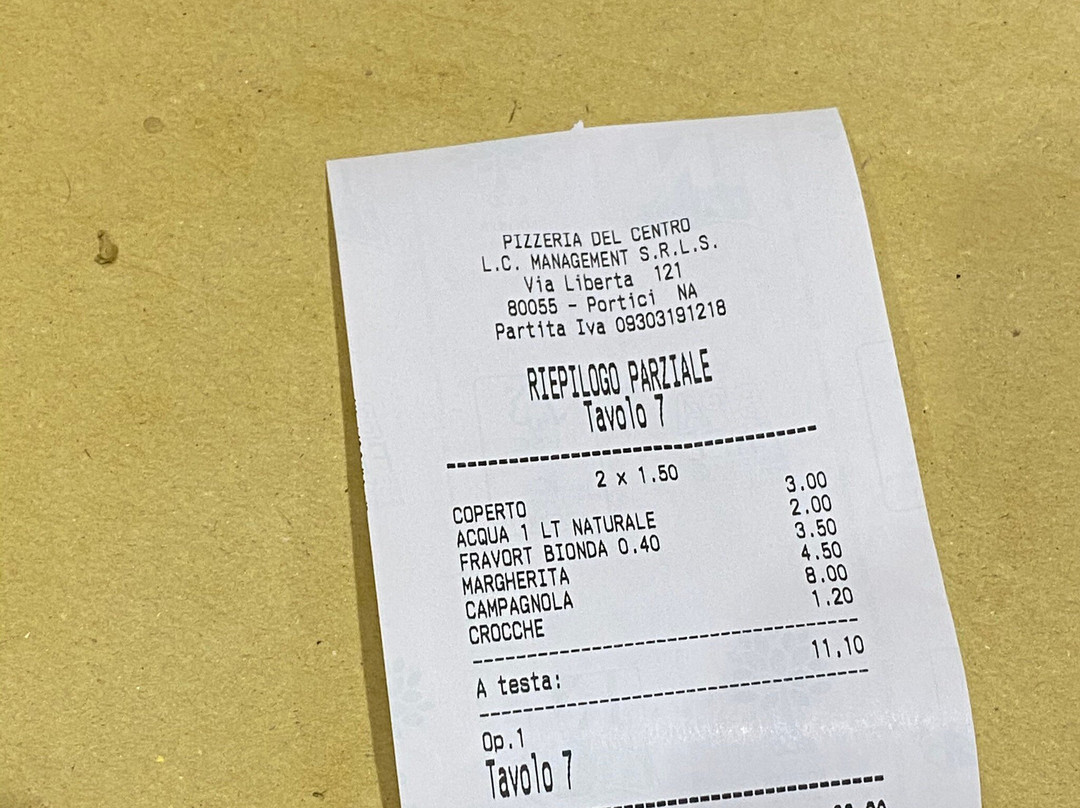 PIZZERIA DEL CENTRO
L.C. MANAGEMENT S.R.L.S.
Via Liberta 121
80055 - Portici NA
Partita Iva 09303191218
RIEPILOGO PARZIALE
Tavolo 7
2 x 1.50
COPERTO 3.00
ACQUA 1 LT NATURALE 2.00
FRAVORT BIONDA 0.40 3.50
MARGHERITA 4.50
CAMPAGNOLA 8.00
CROCCHE 1.20
A testa: 11,10
Op.1
Tavolo 7